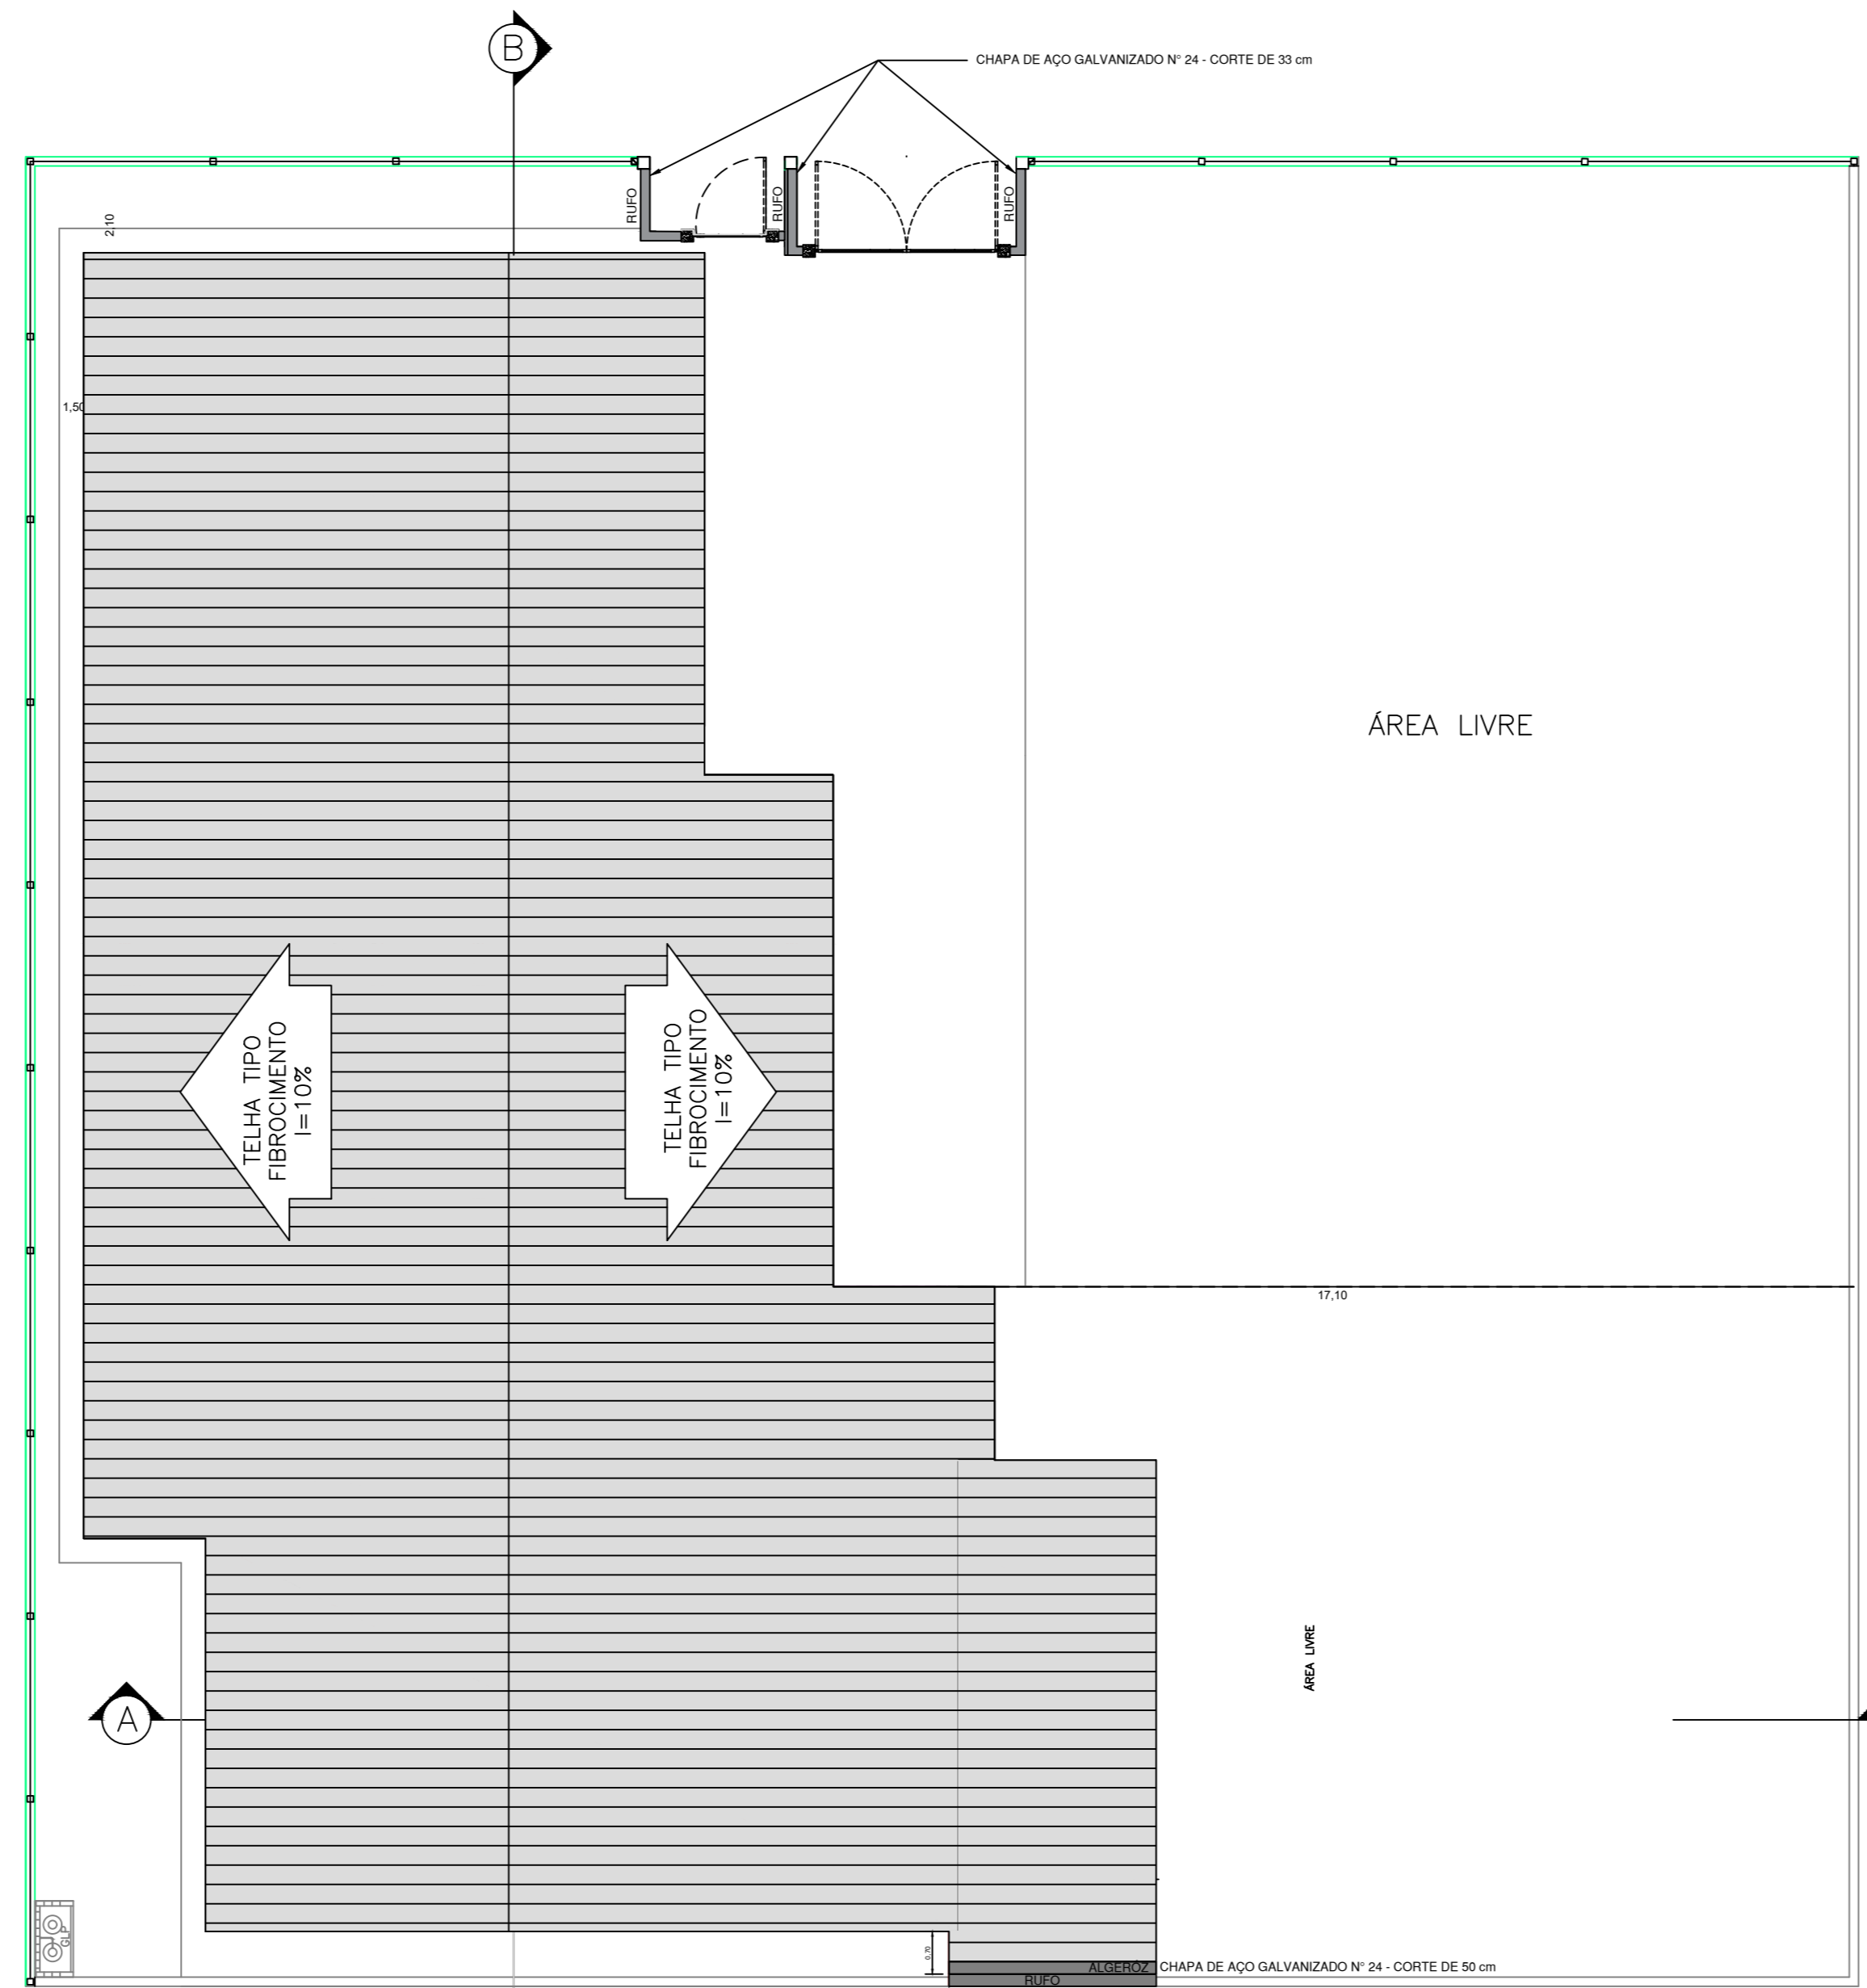 B
CHAPA DE AÇO GALVANIZADO N° 24 - CORTE DE 33 cm
RUFO
RUFO
RUFO
2,10
1,50
ÁREA LIVRE
TELHA TIPO
FIBROCIMENTO
I=10%
TELHA TIPO
FIBROCIMENTO
I=10%
17,10
ÁREA LIVRE
A
GLP
0,70
ALGERÓZ
CHAPA DE AÇO GALVANIZADO N° 24 - CORTE DE 50 cm
RUFO